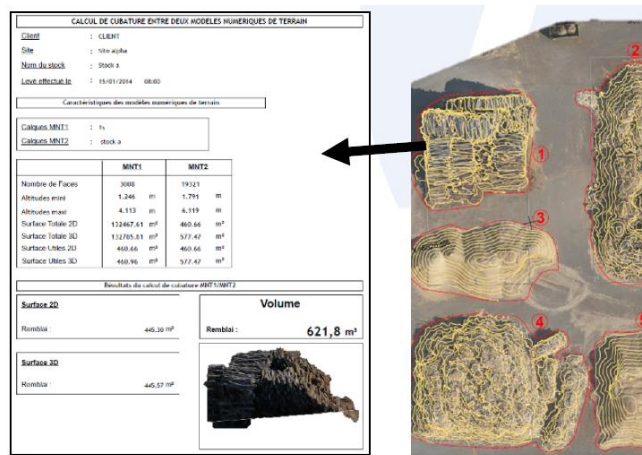 CALCUL DE CUBATURE ENTRE DEUX MODELES NUMERIQUES DE TERRAIN
Client : CLIENT
Site : Site alpha
Nom du stock : Stock a
Levé effectué le : 15/01/2014 08:00
Caractéristiques des modèles numériques de terrain
Calques MNT1 : ts
Calques MNT2 : stock a
MNT1 MNT2
Nombre de Faces 3008 19321
Altitudes mini 1.246 m 1.791 m
Altitudes maxi 4.113 m 6.119 m
Surface Totale 2D 132467.61 m² 460.66 m²
Surface Totale 3D 132785.81 m² 577.47 m²
Surface Utiles 2D 460.66 m² 460.66 m²
Surface Utiles 3D 460.96 m² 577.47 m²
Résultats du calcul de cubature MNT1/MNT2
Surface 2D
Remblai : 445.30 m²
Surface 3D
Remblai : 445.57 m²
Volume
Remblai : 621,8 m³
1
2
3
4
5